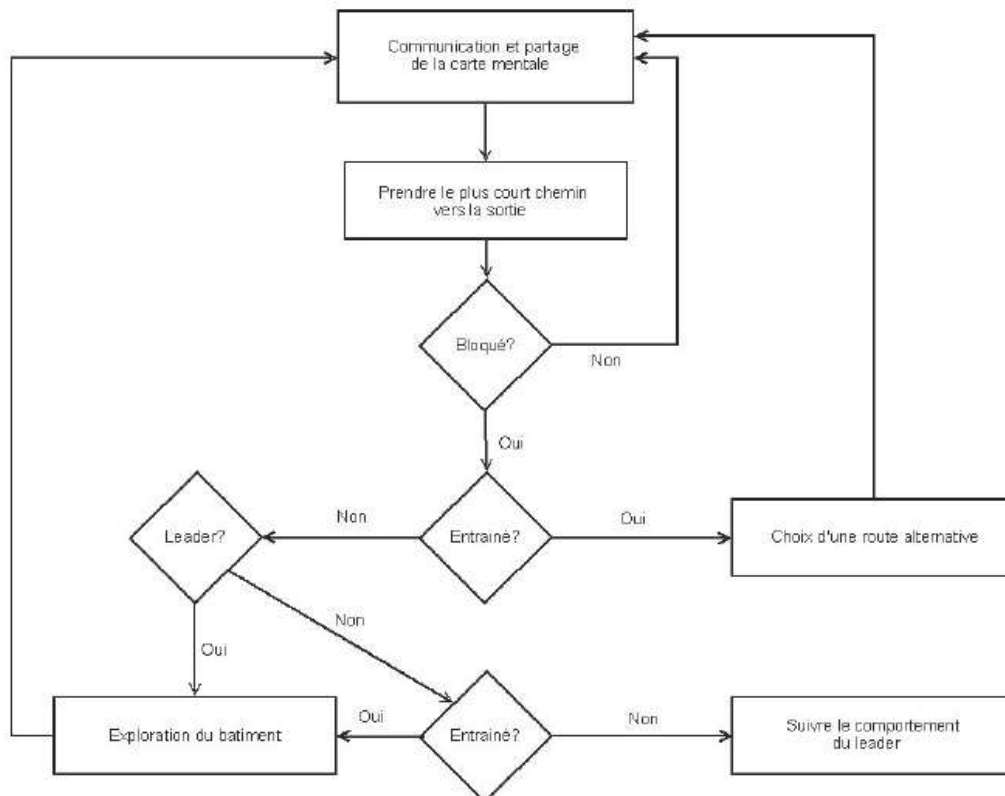 Communication et partage
de la carte mentale
Prendre le plus court chemin
vers la sortie
Bloqué?
Non
Oui
Leader?
Non
Entrainé?
Oui
Choix d'une route alternative
Non
Oui
Exploration du batiment
Oui
Entrainé?
Non
Suivre le comportement
du leader